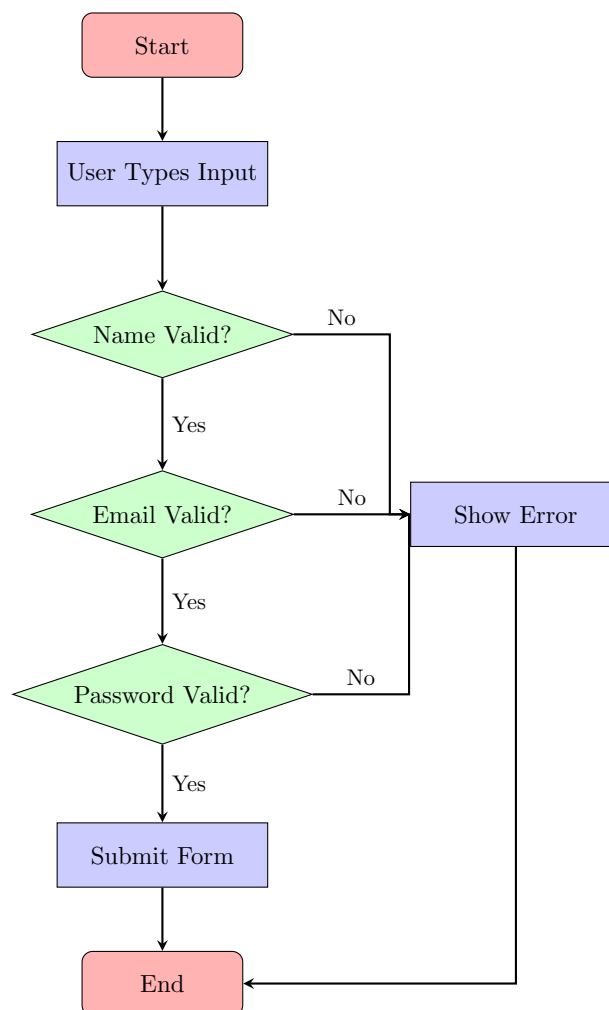 Start
User Types Input
Name Valid?
No
Yes
Email Valid?
No
Show Error
Yes
Password Valid?
No
Yes
Submit Form
End